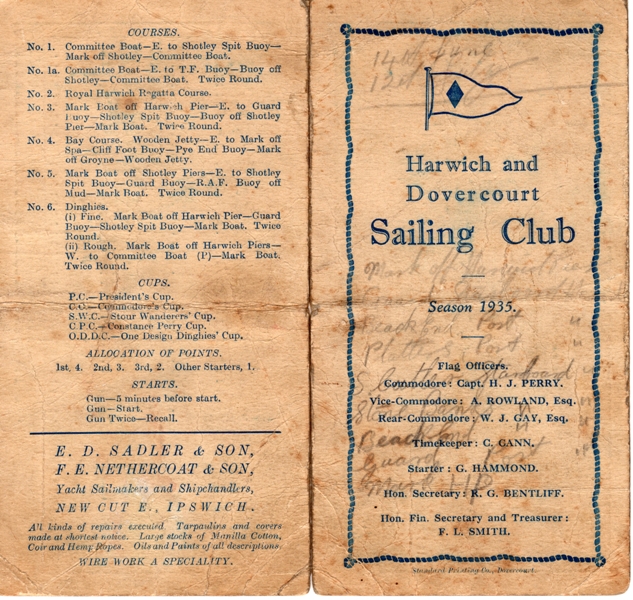 COURSES.
No. 1. Committee Boat—E. to Shotley Spit Buoy—
Mark off Shotley—Committee Boat.
No. 1a. Committee Boat—E. to T.F. Buoy—Buoy off
Shotley—Committee Boat. Twice Round.
No. 2. Royal Harwich Regatta Course.
No. 3. Mark Boat off Harwich Pier—E. to Guard
Buoy—Shotley Spit Buoy—Buoy off Shotley
Pier—Mark Boat. Twice Round.
No. 4. Bay Course. Wooden Jetty—E. to Mark off
Spa—Cliff Foot Buoy—Pye End Buoy—Mark
off Groyne—Wooden Jetty.
No. 5. Mark Boat off Shotley Piers—E. to Shotley
Spit Buoy—Guard Buoy—R.A.F. Buoy off
Mud—Mark Boat. Twice Round.
No. 6. Dinghies.
(i) Fine. Mark Boat off Harwich Pier—Guard
Buoy—Shotley Spit Buoy—Mark Boat. Twice
Round.
(ii) Rough. Mark Boat off Harwich Piers—
W. to Committee Boat (P)—Mark Boat.
Twice Round.
CUPS.
P.C.—President's Cup.
C.C.—Commodore's Cup.
S.W.C.—Stour Wanderers' Cup.
C P.C.—Constance Perry Cup.
O.D.D.C.—One Design Dinghies' Cup.
ALLOCATION OF POINTS.
1st, 4. 2nd, 3. 3rd, 2. Other Starters, 1.
STARTS.
Gun—5 minutes before start.
Gun—Start.
Gun Twice—Recall.
E. D. SADLER & SON,
F. E. NETHERCOAT & SON,
Yacht Sailmakers and Shipchandlers,
NEW CUT E., IPSWICH.
All kinds of repairs executed. Tarpaulins and covers
made at shortest notice. Large stocks of Manilla Cotton,
Coir and Hemp Ropes. Oils and Paints of all descriptions.
WIRE WORK A SPECIALITY.
14th June
Harwich and
Dovercourt
Sailing Club
Mark off
Season 1935.
Port
Port
Flag Officers.
Commodore: Capt. H. J. PERRY.
Vice-Commodore: A. ROWLAND, Esq.
Rear-Commodore: W. J. GAY, Esq.
Timekeeper: C. CANN.
Guard
Starter: G. HAMMOND.
Hon. Secretary: R. G. BENTLIFF.
Hon. Fin. Secretary and Treasurer:
F. L. SMITH.
Standard Printing Co., Dovercourt.